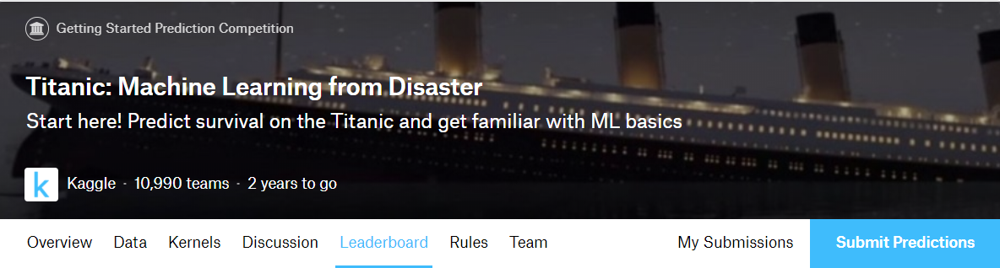 Getting Started Prediction Competition
Titanic: Machine Learning from Disaster
Start here! Predict survival on the Titanic and get familiar with ML basics
k Kaggle · 10,990 teams · 2 years to go
Overview Data Kernels Discussion Leaderboard Rules Team My Submissions Submit Predictions